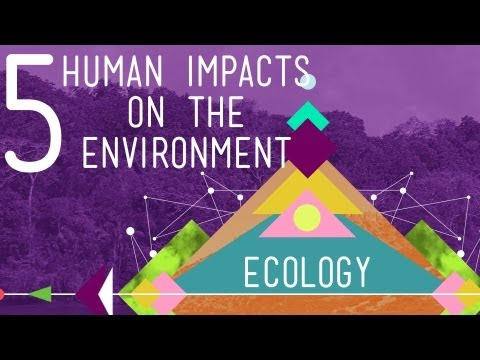 5 HUMAN IMPACTS
ON THE
ENVIRONMENT
ECOLOGY